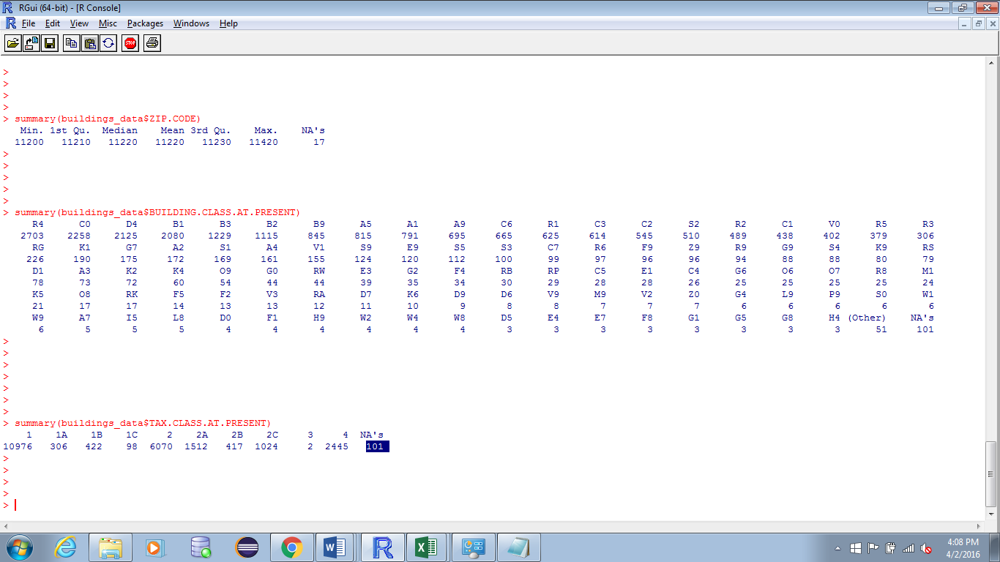 RGui (64-bit) - [R Console]
File Edit View Misc Packages Windows Help
STOP
>
>
>
>
> summary(buildings_data$ZIP.CODE)
Min. 1st Qu. Median Mean 3rd Qu. Max. NA's
11200 11210 11220 11220 11230 11420 17
>
>
>
>
>
> summary(buildings_data$BUILDING.CLASS.AT.PRESENT)
R4 C0 D4 B1 B3 B2 B9 A5 A1 A9 C6 R1 C3 C2 S2 R2 C1 V0 R5 R3
2703 2258 2125 2080 1229 1115 845 815 791 695 665 625 614 545 510 489 438 402 379 306
RG K1 G7 A2 S1 A4 V1 S9 E9 S5 S3 C7 R6 F9 Z9 R9 G9 S4 K9 RS
226 190 175 172 169 161 155 124 120 112 100 99 97 96 96 94 88 88 80 79
D1 A3 K2 K4 O9 G0 RW E3 G2 F4 RB RP C5 E1 C4 G6 O6 O7 R8 M1
78 73 72 60 54 44 44 39 35 34 30 29 28 28 26 25 25 25 25 24
K5 O8 RK F5 F2 V3 RA D7 K6 D9 D6 V9 M9 V2 Z0 G4 L9 P9 S0 W1
21 17 17 14 13 13 12 11 10 9 8 8 7 7 7 6 6 6 6 6
W9 A7 I5 L8 D0 F1 H9 W2 W4 W8 D5 E4 E7 F8 G1 G5 G8 H4 (Other) NA's
6 5 5 5 4 4 4 4 4 4 3 3 3 3 3 3 3 3 51 101
>
>
>
>
>
>
>
> summary(buildings_data$TAX.CLASS.AT.PRESENT)
1 1A 1B 1C 2 2A 2B 2C 3 4 NA's
10976 306 422 98 6070 1512 417 1024 2 2445 101
>
>
>
>
>
4:08 PM
4/2/2016